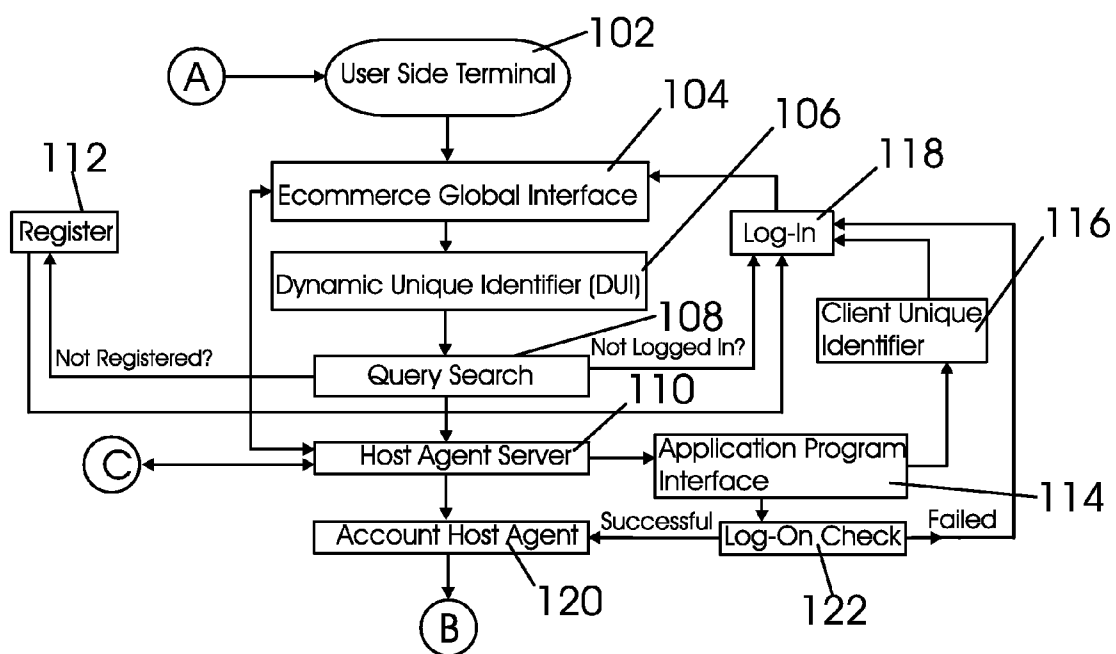 102
A
User Side Terminal
104
106
112
118
Ecommerce Global Interface
Register
Log-In
116
Dynamic Unique Identifier (DUI)
Client Unique
Identifier
108
Not Registered?
Not Logged In?
Query Search
110
C
Host Agent Server
Application Program
Interface
114
Successful
Failed
Account Host Agent
Log-On Check
120
122
B